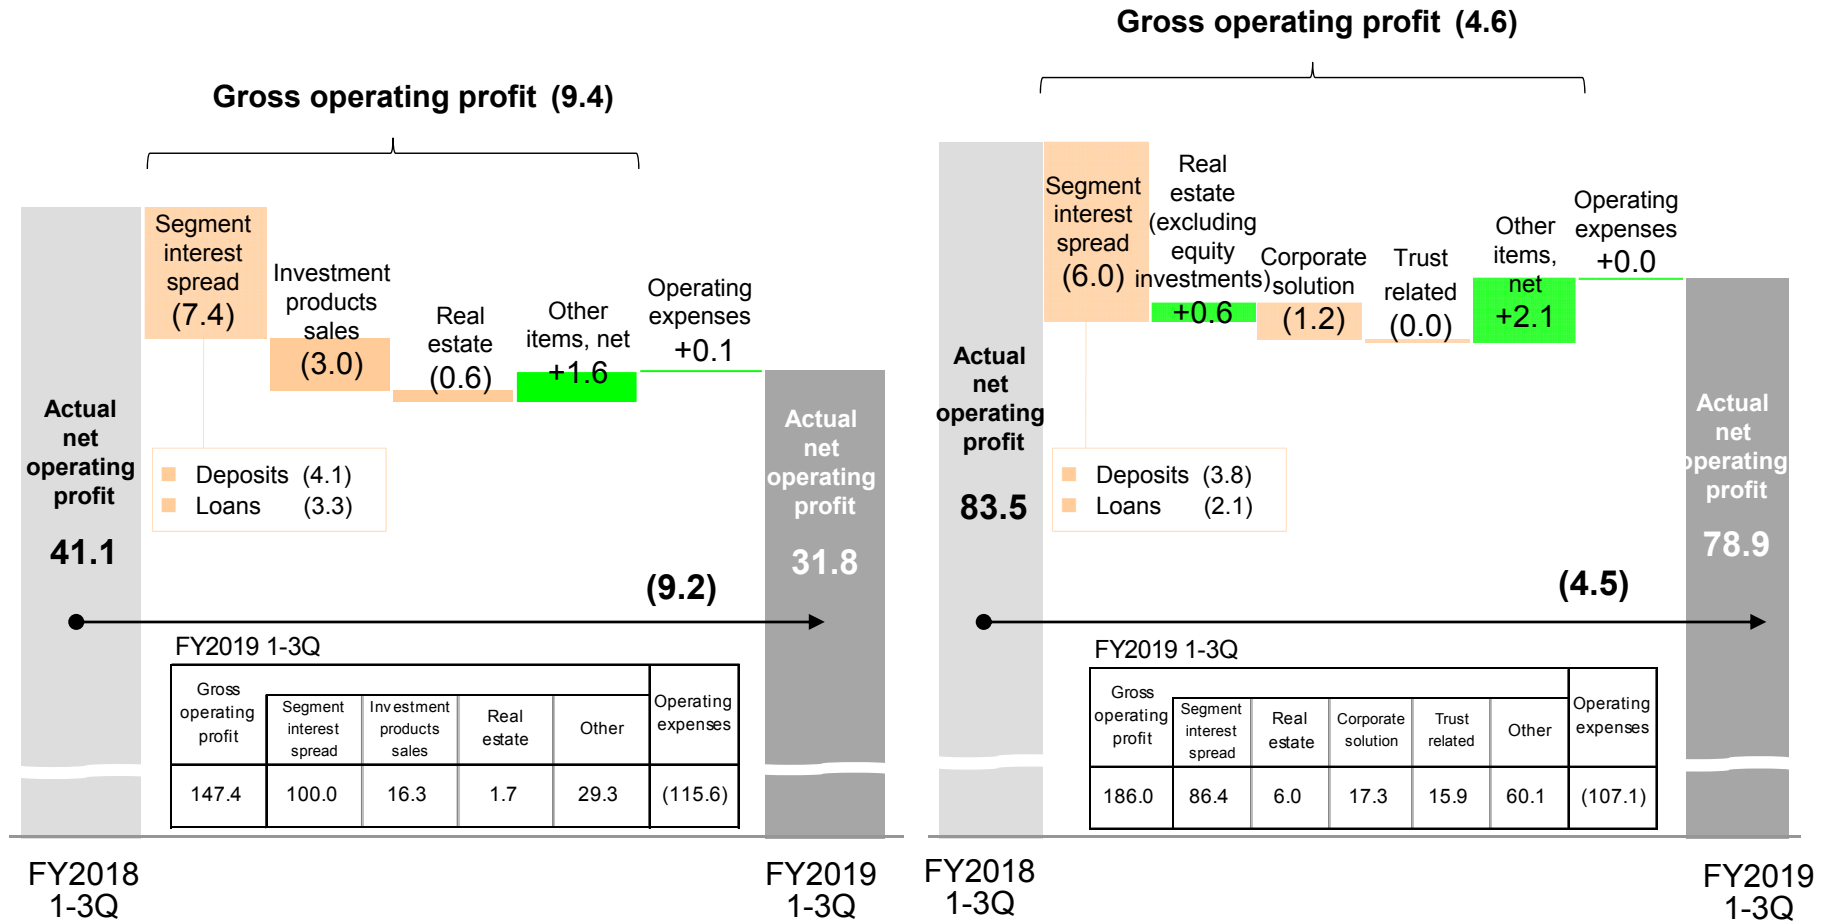 Gross operating profit (9.4)
Segment
interest
spread
(7.4)
Investment
products
sales
(3.0)
Real
estate
(0.6)
Other
items, net
+1.6
Operating
expenses
+0.1
Actual
net
operating
profit
41.1
Deposits (4.1)
Loans (3.3)
Actual
net
operating
profit
31.8
(9.2)
FY2019 1-3Q
Gross
operating
profit
Segment
interest
spread
Investment
products
sales
Real
estate
Other
Operating
expenses
147.4 100.0 16.3 1.7 29.3 (115.6)
FY2018
1-3Q
FY2019
1-3Q
Gross operating profit (4.6)
Segment
interest
spread
(6.0)
Real
estate
(excluding
equity
investments)
+0.6
Corporate
solution
(1.2)
Trust
related
(0.0)
Other
items,
net
+2.1
Operating
expenses
+0.0
Actual
net
operating
profit
83.5
Deposits (3.8)
Loans (2.1)
Actual
net
operating
profit
78.9
(4.5)
FY2019 1-3Q
Gross
operating
profit
Segment
interest
spread
Real
estate
Corporate
solution
Trust
related
Other
Operating
expenses
186.0 86.4 6.0 17.3 15.9 60.1 (107.1)
FY2018
1-3Q
FY2019
1-3Q